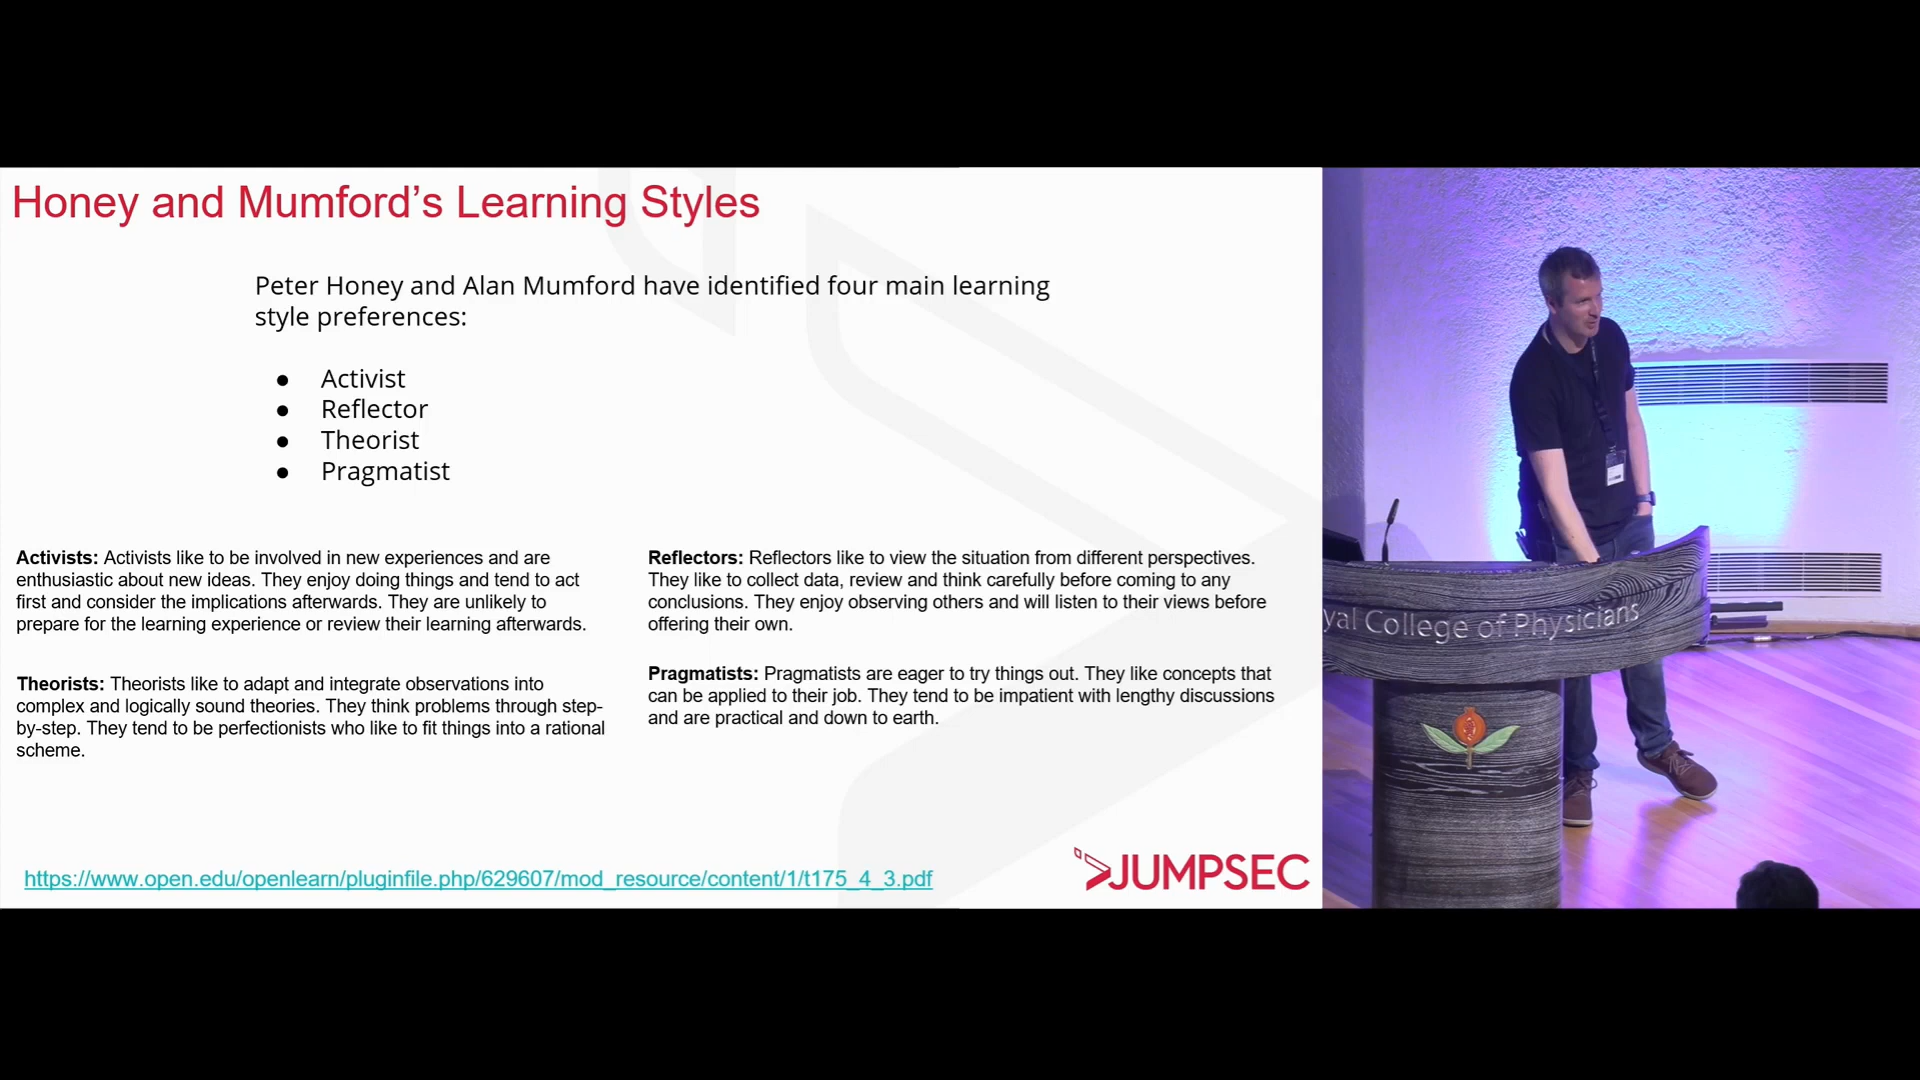 Honey and Mumford’s Learning Styles
Peter Honey and Alan Mumford have identified four main learning
style preferences:
● Activist
● Reflector
● Theorist
● Pragmatist
Activists: Activists like to be involved in new experiences and are
enthusiastic about new ideas. They enjoy doing things and tend to act
first and consider the implications afterwards. They are unlikely to
prepare for the learning experience or review their learning afterwards.
Theorists: Theorists like to adapt and integrate observations into
complex and logically sound theories. They think problems through step-
by-step. They tend to be perfectionists who like to fit things into a rational
scheme.
Reflectors: Reflectors like to view the situation from different perspectives.
They like to collect data, review and think carefully before coming to any
conclusions. They enjoy observing others and will listen to their views before
offering their own.
Pragmatists: Pragmatists are eager to try things out. They like concepts that
can be applied to their job. They tend to be impatient with lengthy discussions
and are practical and down to earth.
https://www.open.edu/openlearn/pluginfile.php/629607/mod_resource/content/1/t175_4_3.pdf
JUMPSEC
yal College of Physicians